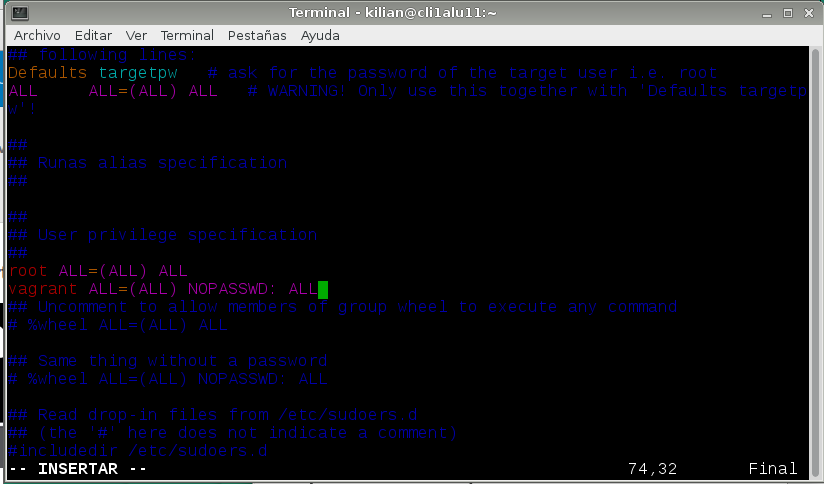 Terminal - kilian@cli1alu11:~
Archivo Editar Ver Terminal Pestañas Ayuda
## following lines:
Defaults targetpw # ask for the password of the target user i.e. root
ALL ALL=(ALL) ALL # WARNING! Only use this together with 'Defaults targetp
w'!
##
## Runas alias specification
##
##
## User privilege specification
##
root ALL=(ALL) ALL
vagrant ALL=(ALL) NOPASSWD: ALL
## Uncomment to allow members of group wheel to execute any command
# %wheel ALL=(ALL) ALL
## Same thing without a password
# %wheel ALL=(ALL) NOPASSWD: ALL
## Read drop-in files from /etc/sudoers.d
## (the '#' here does not indicate a comment)
#includedir /etc/sudoers.d
-- INSERTAR -- 74,32 Final